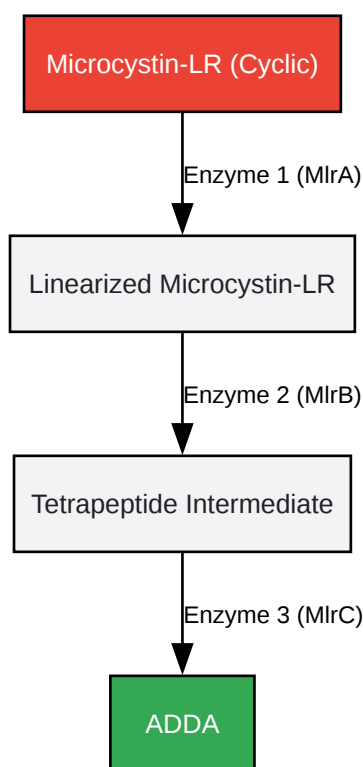 Microcystin-LR (Cyclic)
Enzyme 1 (MlrA)
Linearized Microcystin-LR
Enzyme 2 (MlrB)
Tetrapeptide Intermediate
Enzyme 3 (MlrC)
ADDA